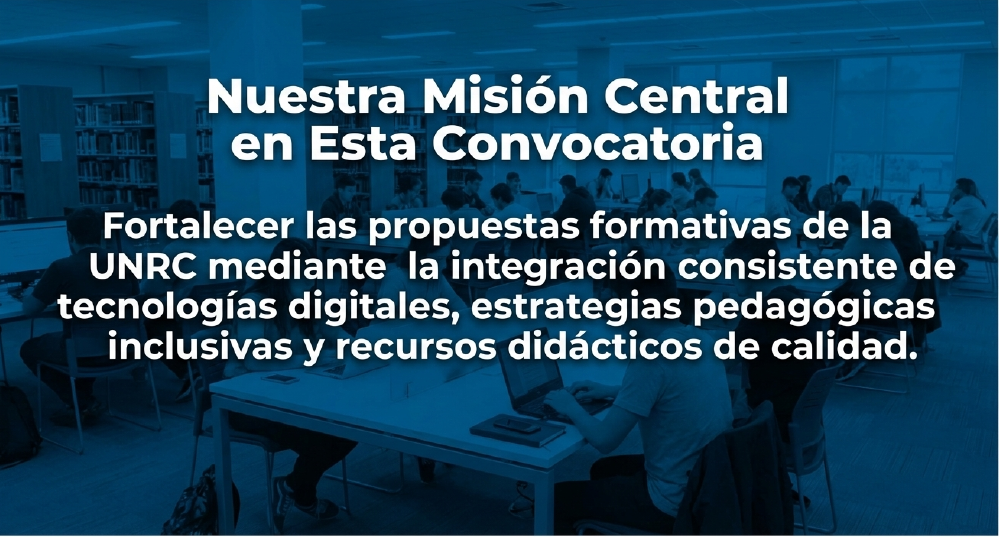 Nuestra Misión Central
en Esta Convocatoria
Fortalecer las propuestas formativas de la
UNRC mediante la integración consistente de
tecnologías digitales, estrategias pedagógicas
inclusivas y recursos didácticos de calidad.